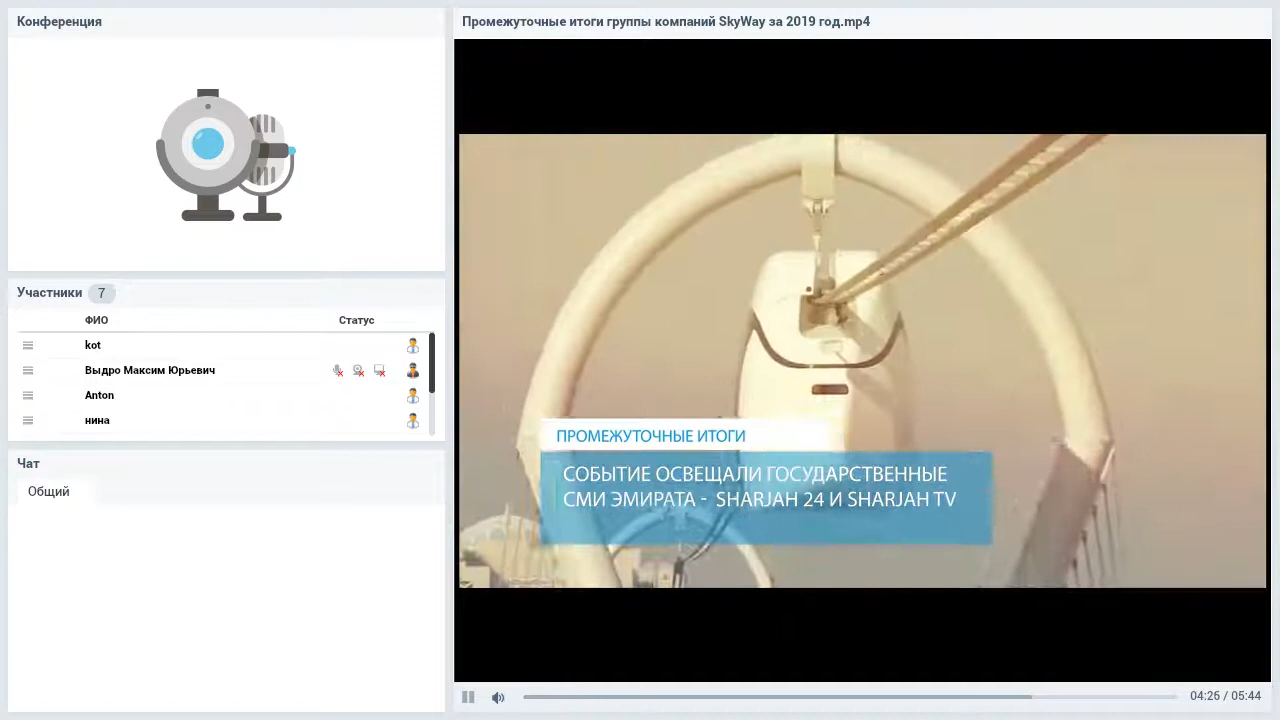 Конференция
Участники 7
ФИО Статус
kot
Выдро Максим Юрьевич
Anton
нина
Чат
Общий
Промежуточные итоги группы компаний SkyWay за 2019 год.mp4
ПРОМЕЖУТОЧНЫЕ ИТОГИ
СОБЫТИЕ ОСВЕЩАЛИ ГОСУДАРСТВЕННЫЕ
СМИ ЭМИРАТА - SHARJAH 24 И SHARJAH TV
04:26 / 05:44